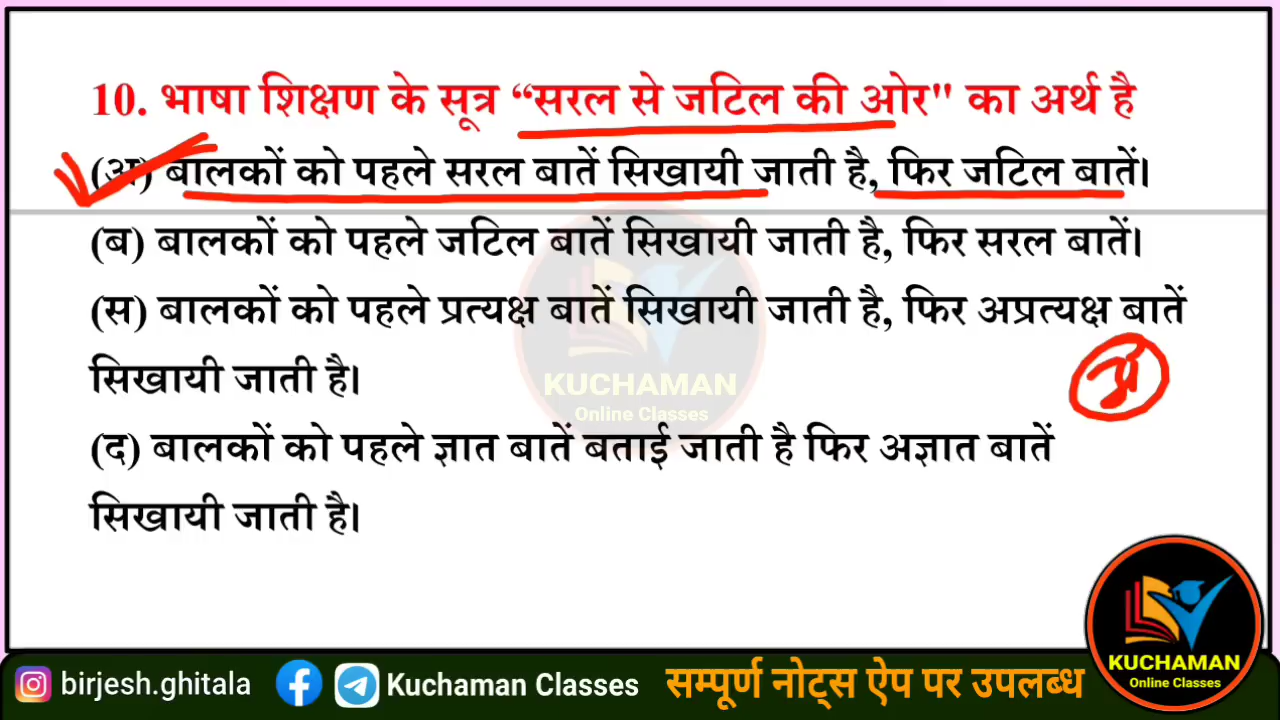 10. भाषा शिक्षण के सूत्र “सरल से जटिल की ओर" का अर्थ है
(अ) बालकों को पहले सरल बातें सिखायी जाती है, फिर जटिल बातें।
(ब) बालकों को पहले जटिल बातें सिखायी जाती है, फिर सरल बातें।
(स) बालकों को पहले प्रत्यक्ष बातें सिखायी जाती है, फिर अप्रत्यक्ष बातें
सिखायी जाती है।
अ
KUCHAMAN
Online Classes
(द) बालकों को पहले ज्ञात बातें बताई जाती है फिर अज्ञात बातें
सिखायी जाती है।
KUCHAMAN
Online Classes
birjesh.ghitala
Kuchaman Classes
सम्पूर्ण नोट्स ऐप पर उपलब्ध